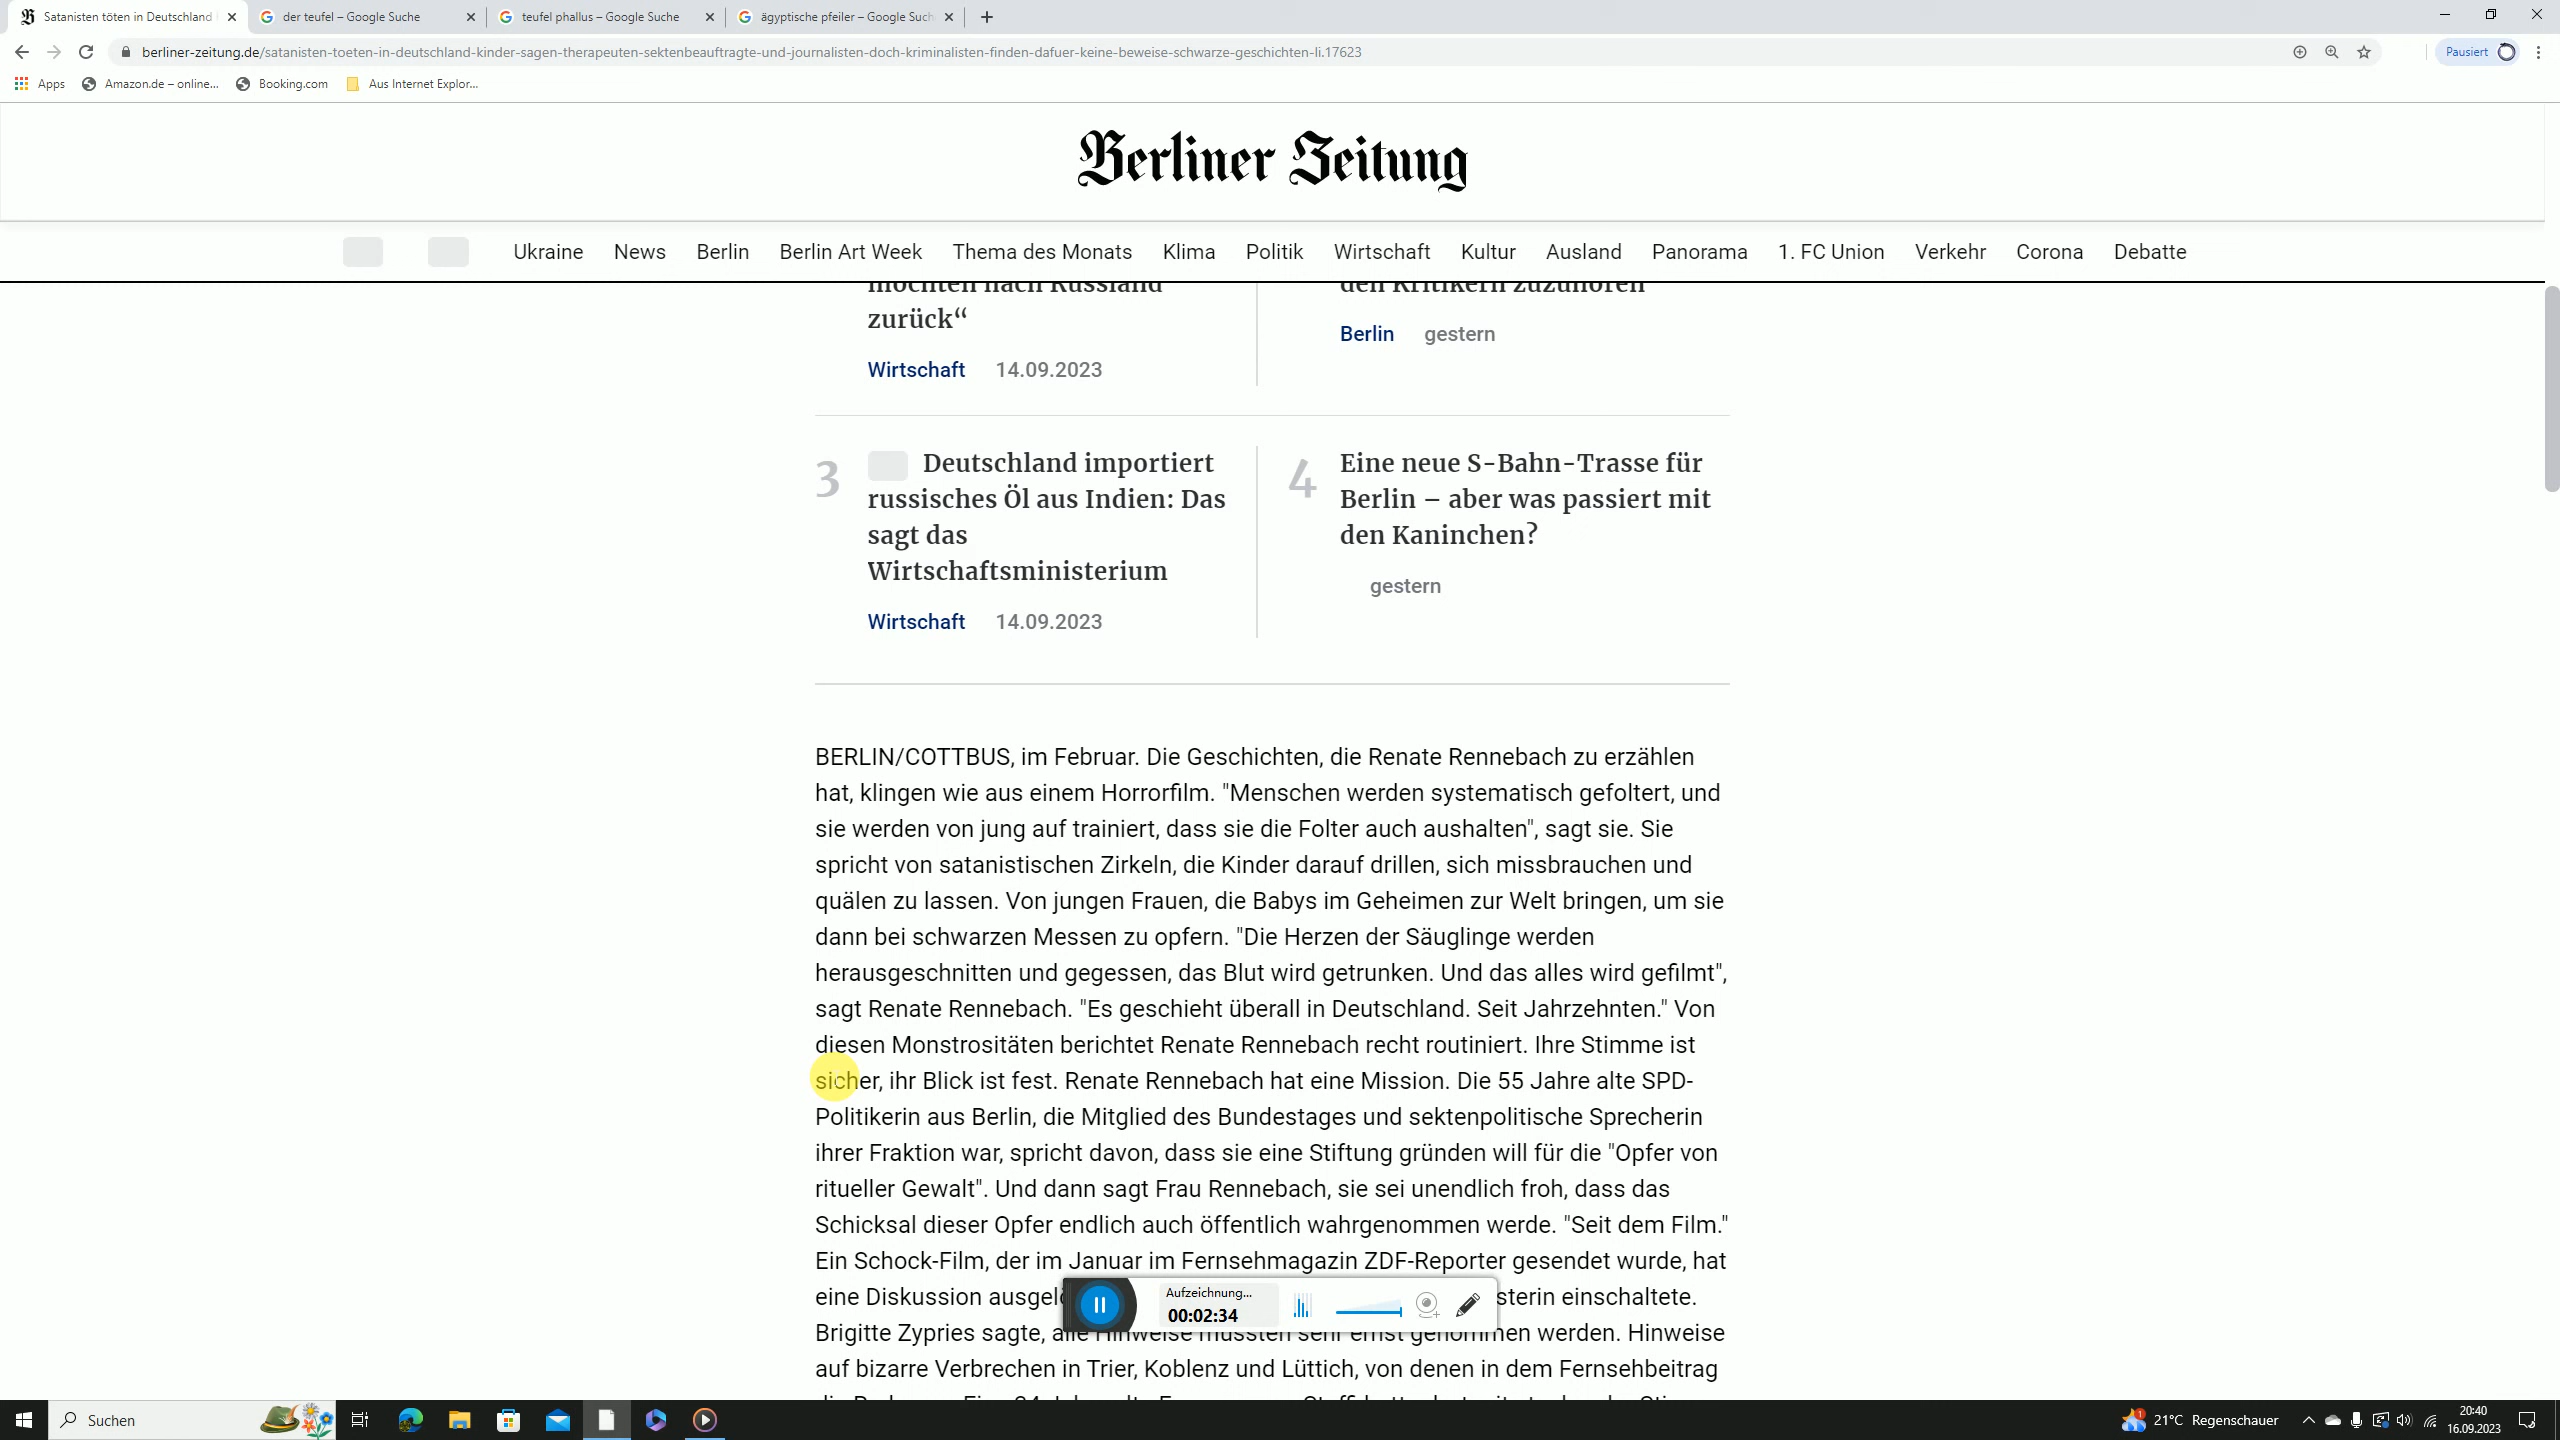 Satanisten töten in Deutschland
der teufel – Google Suche
teufel phallus – Google Suche
ägyptische pfeiler – Google Such
berliner-zeitung.de/satanisten-toeten-in-deutschland-kinder-sagen-therapeuten-sektenbeauftragte-und-journalisten-doch-kriminalisten-finden-dafuer-keine-beweise-schwarze-geschichten-li.17623
Pausiert
Apps
Amazon.de – online...
Booking.com
Aus Internet Explor...
Berliner Zeitung
Ukraine News Berlin Berlin Art Week Thema des Monats Klima Politik Wirtschaft Kultur Ausland Panorama 1. FC Union Verkehr Corona Debatte
möchten nach Russland
zurück“
Wirtschaft 14.09.2023
den Kritikern zuzuhören
Berlin gestern
3 Deutschland importiert
russisches Öl aus Indien: Das
sagt das
Wirtschaftsministerium
Wirtschaft 14.09.2023
4 Eine neue S-Bahn-Trasse für
Berlin – aber was passiert mit
den Kaninchen?
gestern
BERLIN/COTTBUS, im Februar. Die Geschichten, die Renate Rennebach zu erzählen
hat, klingen wie aus einem Horrorfilm. "Menschen werden systematisch gefoltert, und
sie werden von jung auf trainiert, dass sie die Folter auch aushalten", sagt sie. Sie
spricht von satanistischen Zirkeln, die Kinder darauf drillen, sich missbrauchen und
quälen zu lassen. Von jungen Frauen, die Babys im Geheimen zur Welt bringen, um sie
dann bei schwarzen Messen zu opfern. "Die Herzen der Säuglinge werden
herausgeschnitten und gegessen, das Blut wird getrunken. Und das alles wird gefilmt",
sagt Renate Rennebach. "Es geschieht überall in Deutschland. Seit Jahrzehnten." Von
diesen Monstrositäten berichtet Renate Rennebach recht routiniert. Ihre Stimme ist
sicher, ihr Blick ist fest. Renate Rennebach hat eine Mission. Die 55 Jahre alte SPD-
Politikerin aus Berlin, die Mitglied des Bundestages und sektenpolitische Sprecherin
ihrer Fraktion war, spricht davon, dass sie eine Stiftung gründen will für die "Opfer von
ritueller Gewalt". Und dann sagt Frau Rennebach, sie sei unendlich froh, dass das
Schicksal dieser Opfer endlich auch öffentlich wahrgenommen werde. "Seit dem Film."
Ein Schock-Film, der im Januar im Fernsehmagazin ZDF-Reporter gesendet wurde, hat
eine Diskussion ausgelö sterin einschaltete.
Brigitte Zypries sagte, alle Hinweise müssten sehr ernst genommen werden. Hinweise
auf bizarre Verbrechen in Trier, Koblenz und Lüttich, von denen in dem Fernsehbeitrag
Aufzeichnung...
00:02:34
Suchen
21°C Regenschauer
20:40
16.09.2023